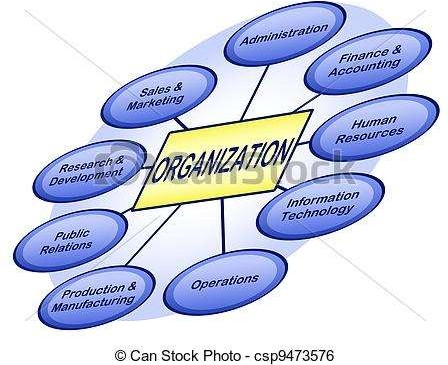 Administration
Finance &
Accounting
Sales &
Marketing
Human
Resources
ORGANIZATION
Research &
Development
Information
Technology
Public
Relations
Operations
Production &
Manufacturing
© Can Stock Photo - csp9473576